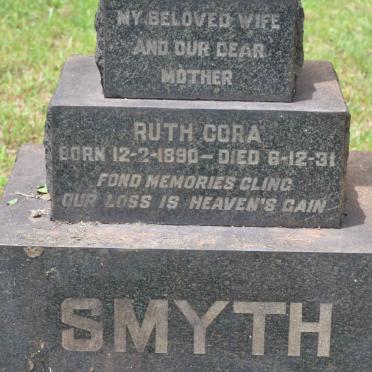 MY BELOVED WIFE
AND OUR DEAR
MOTHER
RUTH CORA
BORN 12-2-1890 — DIED 6-12-31
FOND MEMORIES CLING
OUR LOSS IS HEAVEN'S GAIN
SMYTH